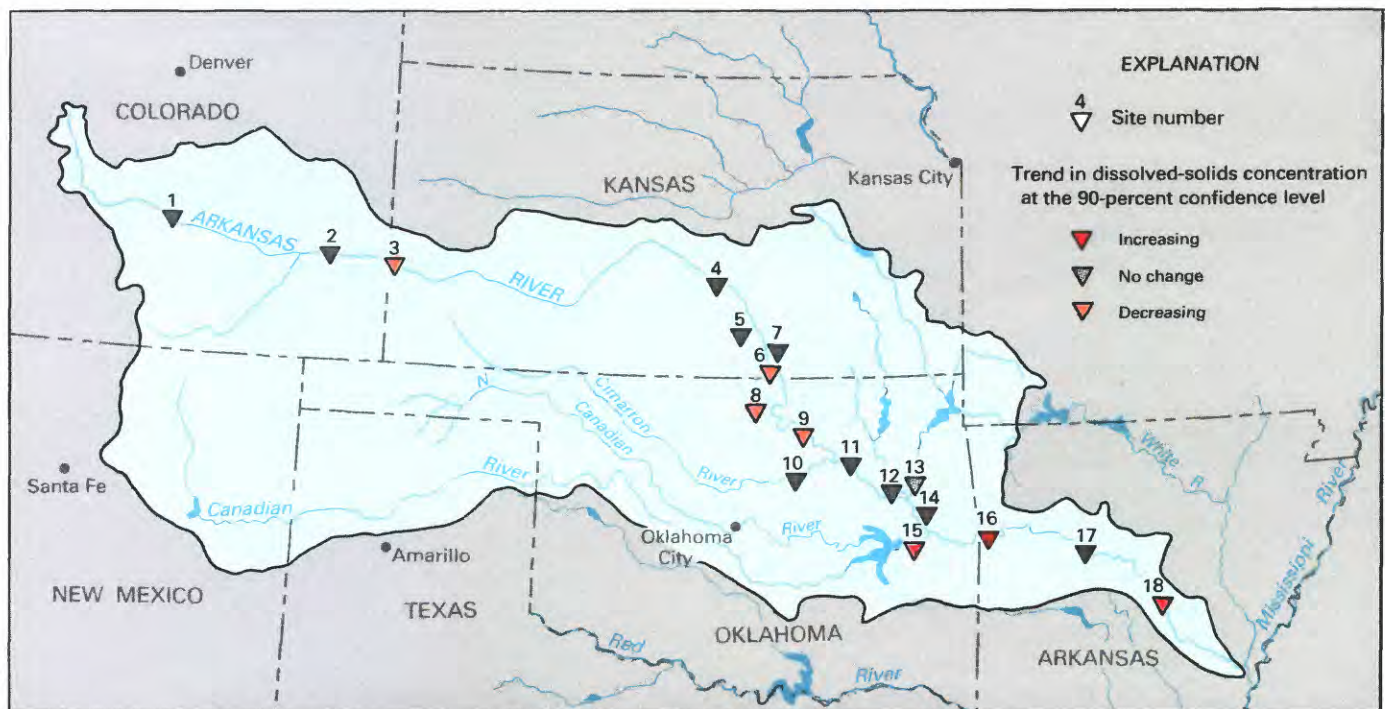 Denver
COLORADO
EXPLANATION
4
Site number
KANSAS
Kansas City
Trend in dissolved-solids concentration
at the 90-percent confidence level
Increasing
No change
Decreasing
1
ARKANSAS
2
3
RIVER
4
5
7
6
N
Cimarron
Canadian
River
8
9
10
11
12
13
14
15
16
17
18
White R
Mississippi River
Santa Fe
Canadian River
Oklahoma
City
River
Amarillo
NEW MEXICO
TEXAS
OKLAHOMA
ARKANSAS
Red River